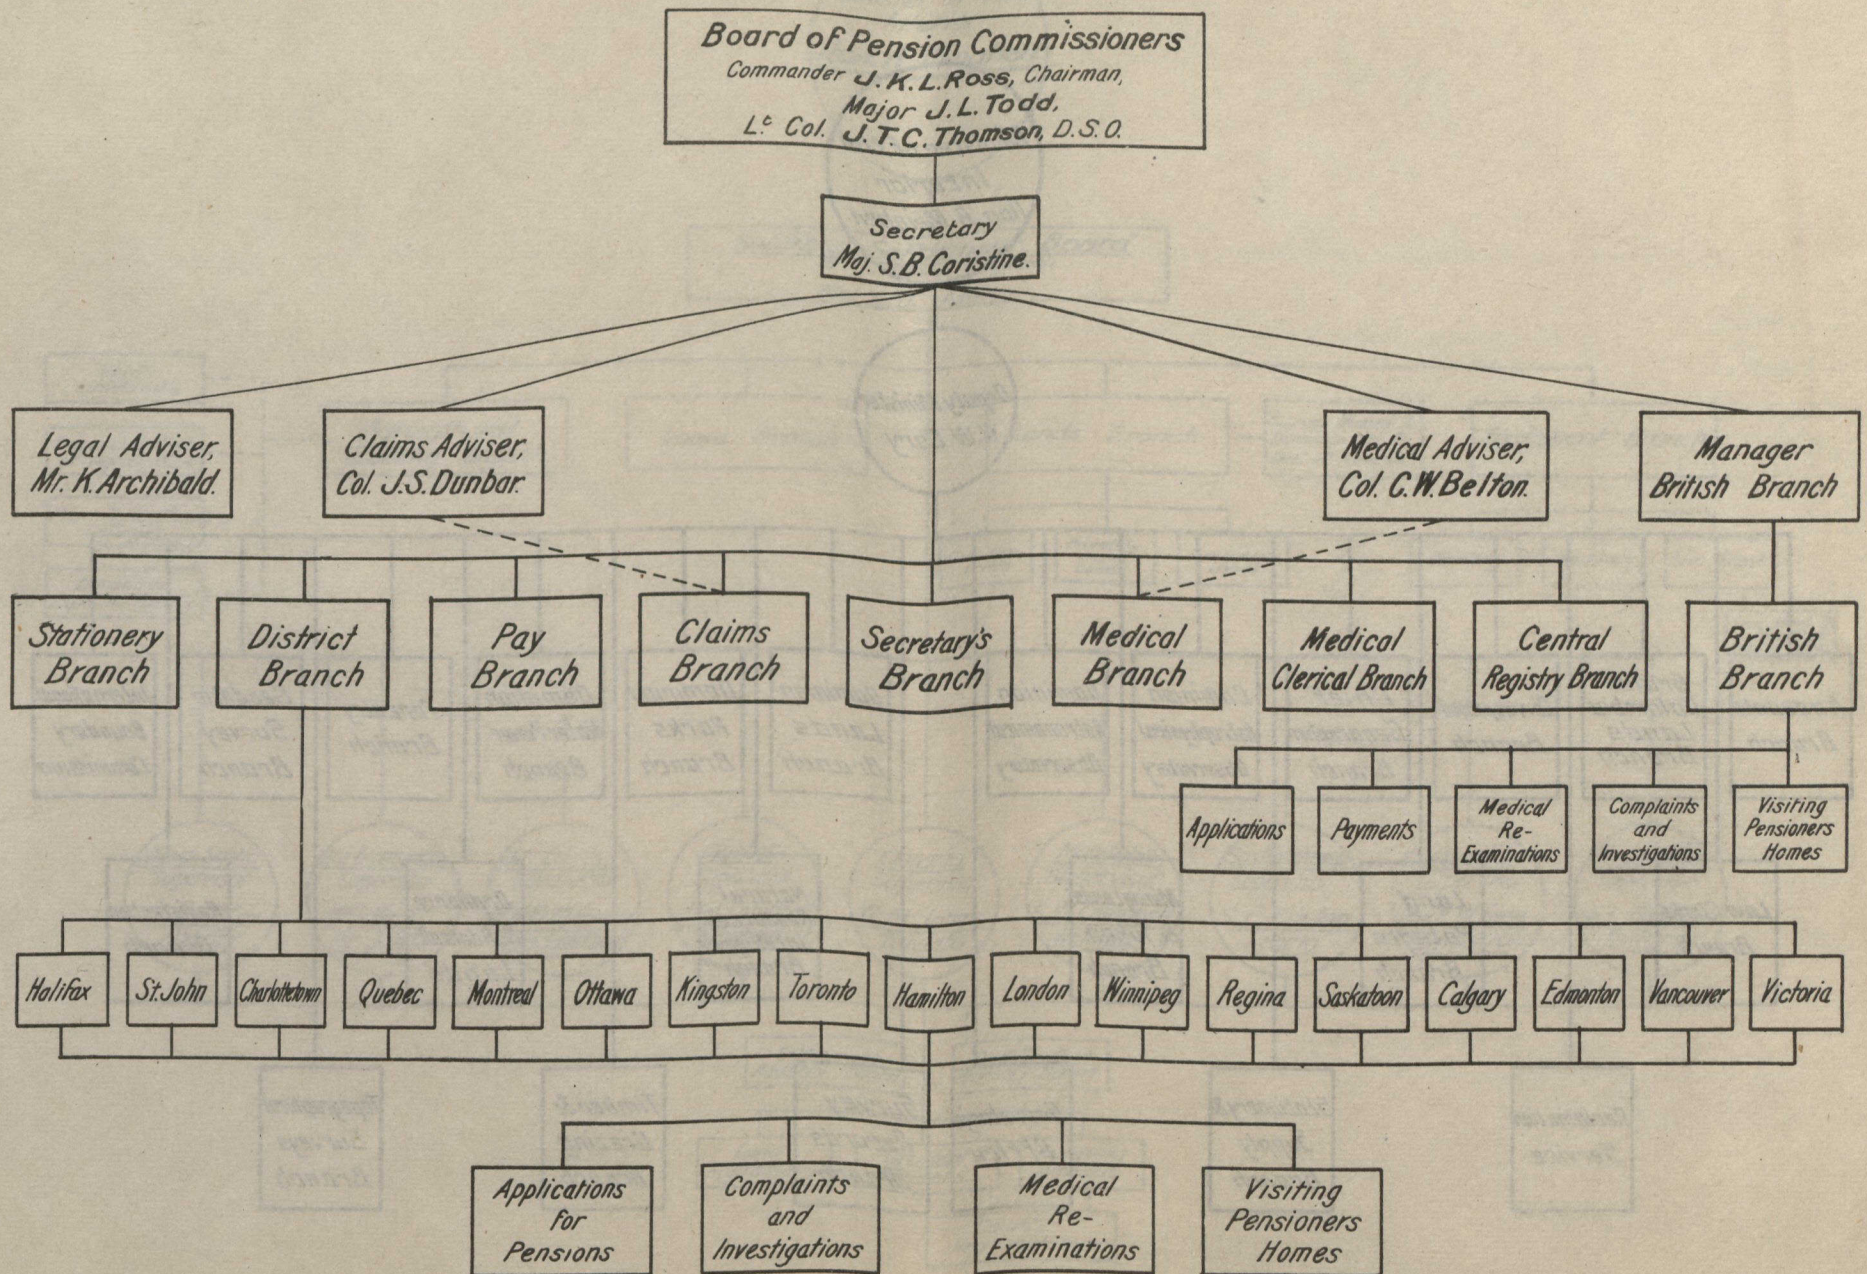 Board of Pension Commissioners
Commander J.K.L. Ross, Chairman,
Major J.L. Todd,
Lᵗ Col. J.T.C. Thomson, D.S.O.
Secretary
Maj. S.B. Coristine.
Legal Adviser,
Mr. K. Archibald.
Claims Adviser,
Col. J.S. Dunbar.
Medical Adviser,
Col. C.W. Belton.
Manager
British Branch
Stationery
Branch
District
Branch
Pay
Branch
Claims
Branch
Secretary's
Branch
Medical
Branch
Medical
Clerical Branch
Central
Registry Branch
British
Branch
Applications
Payments
Medical
Re-
Examinations
Complaints
and
Investigations
Visiting
Pensioners
Homes
Halifax
St. John
Charlottetown
Quebec
Montreal
Ottawa
Kingston
Toronto
Hamilton
London
Winnipeg
Regina
Saskatoon
Calgary
Edmonton
Vancouver
Victoria
Applications
for
Pensions
Complaints
and
Investigations
Medical
Re-
Examinations
Visiting
Pensioners
Homes